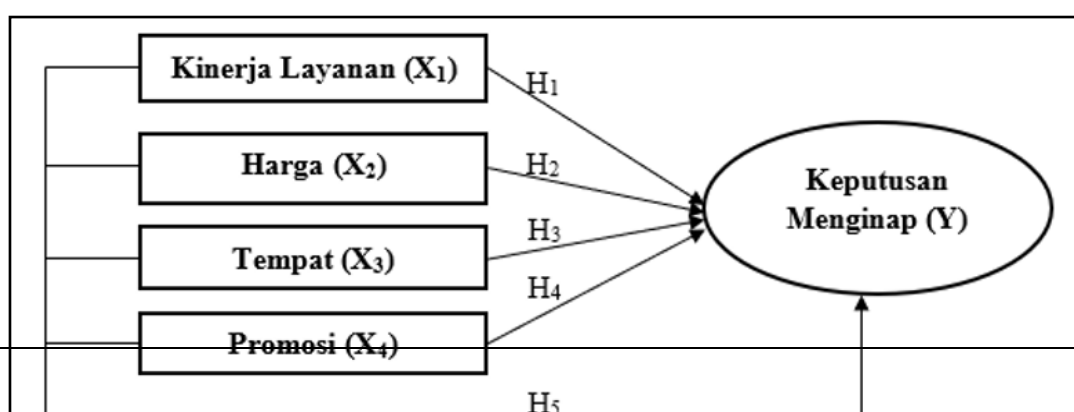 Kinerja Layanan (X₁)
H₁
Harga (X₂)
H₂
Keputusan
Menginap (Y)
Tempat (X₃)
H₃
H₄
Promosi (X₄)
H₅